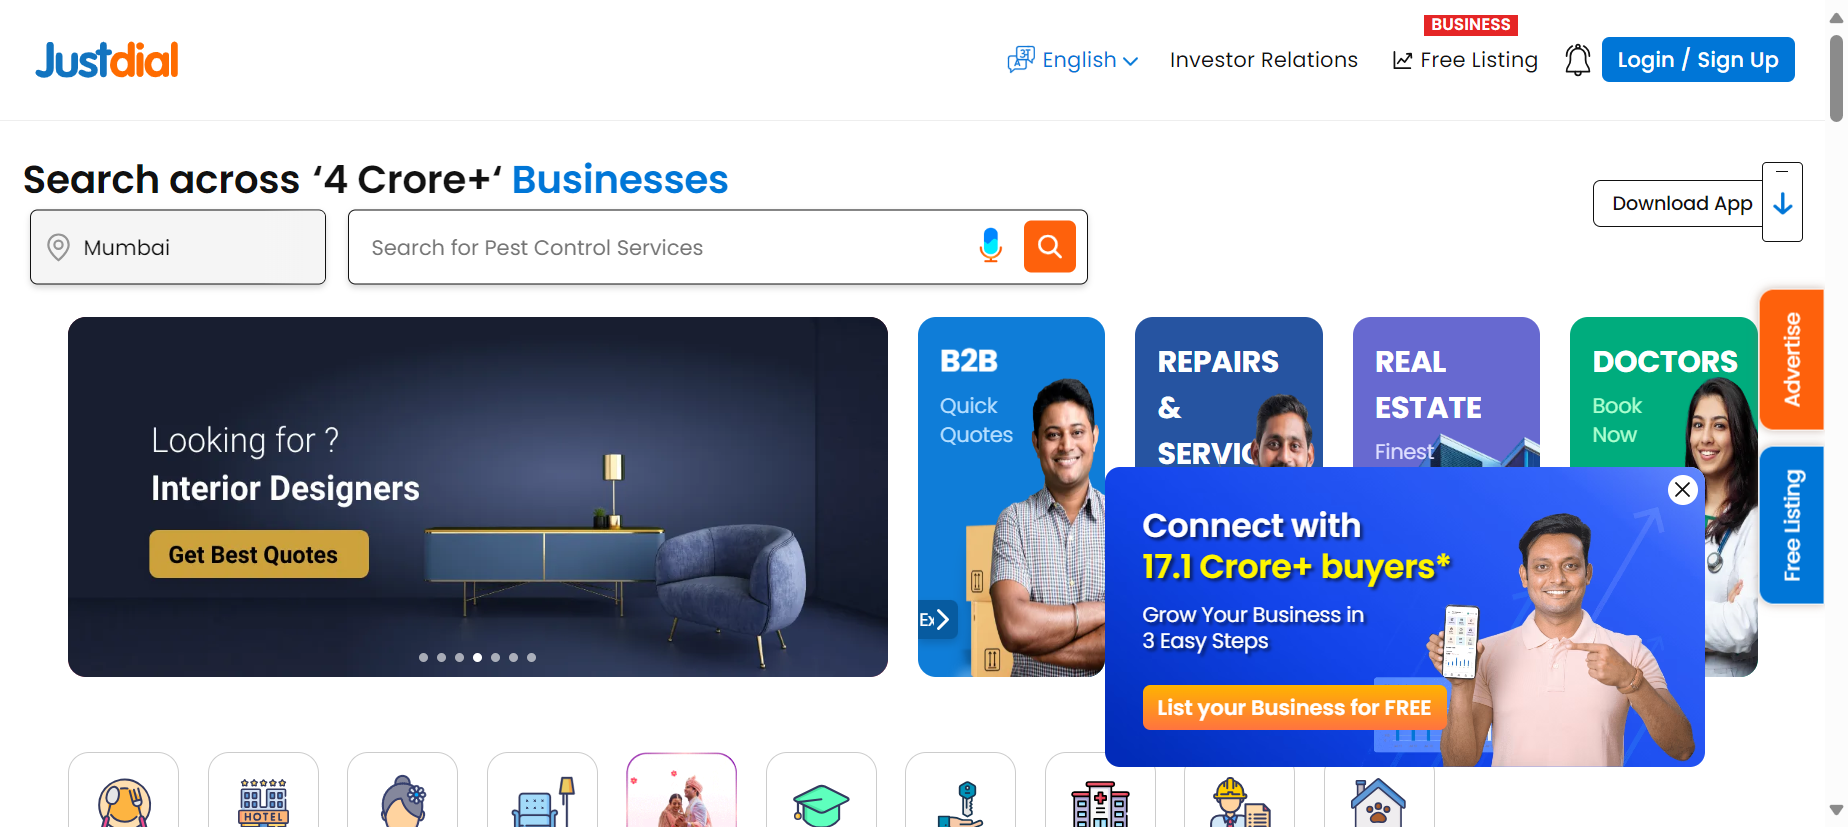 Justdial
English
Investor Relations
BUSINESS
Free Listing
Login / Sign Up
Search across ‘4 Crore+‘ Businesses
Download App
Mumbai
Search for Pest Control Services
Looking for ?
Interior Designers
Get Best Quotes
B2B
Quick
Quotes
REPAIRS
&
REAL
ESTATE
Finest
DOCTORS
Book
Now
Advertise
Free Listing
Connect with
17.1 Crore+ buyers*
Grow Your Business in
3 Easy Steps
List your Business for FREE
HOTEL